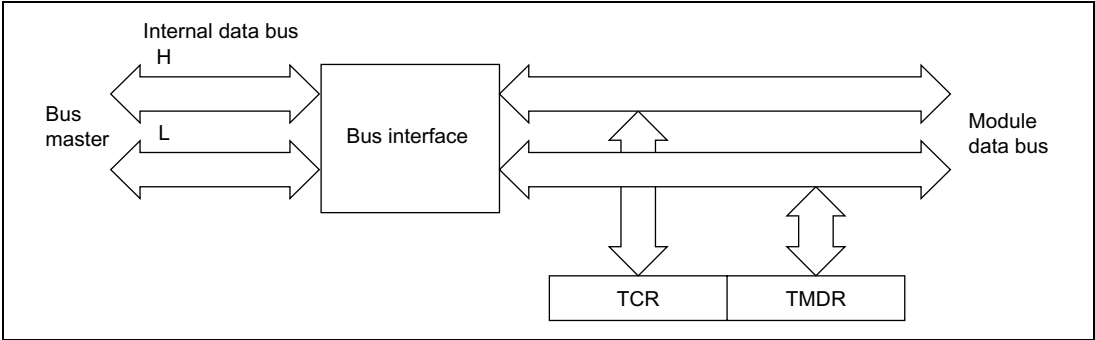 Internal data bus
H
Bus
master
L
Bus interface
Module
data bus
TCR
TMDR